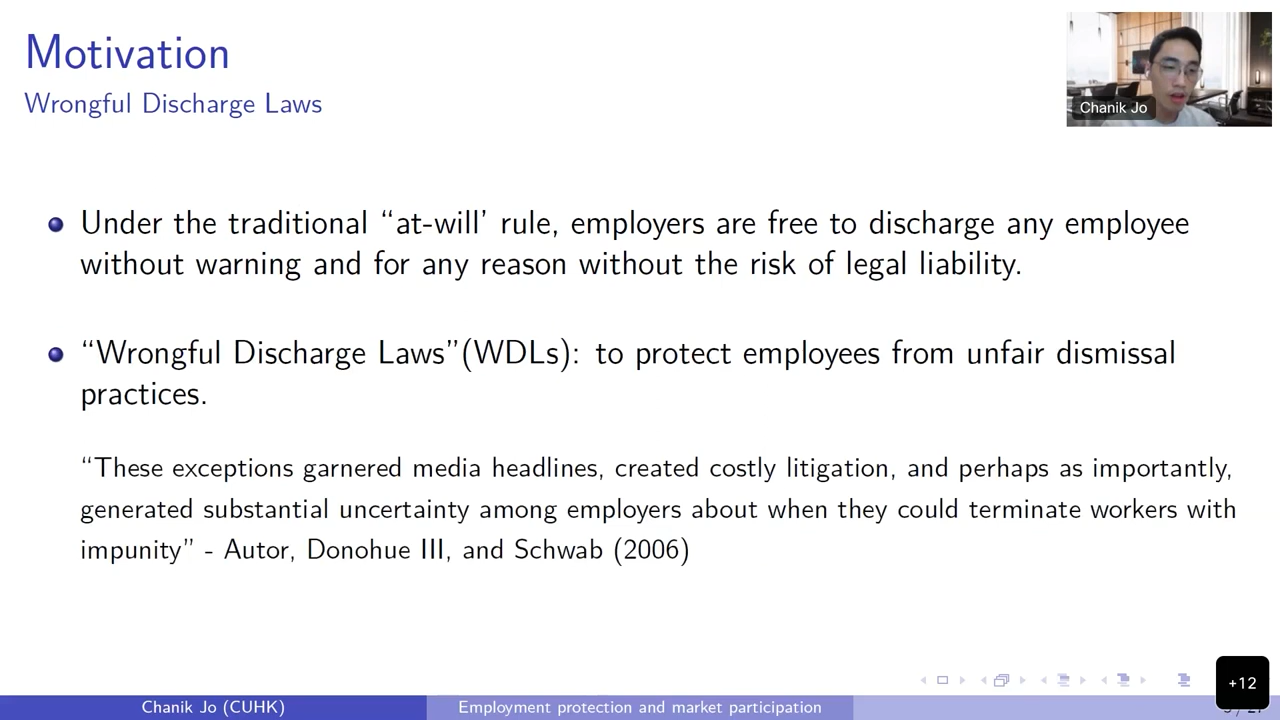 Motivation
Wrongful Discharge Laws
Chanik Jo
Under the traditional “at-will’ rule, employers are free to discharge any employee
without warning and for any reason without the risk of legal liability.
“Wrongful Discharge Laws”(WDLs): to protect employees from unfair dismissal
practices.
“These exceptions garnered media headlines, created costly litigation, and perhaps as importantly,
generated substantial uncertainty among employers about when they could terminate workers with
impunity” - Autor, Donohue III, and Schwab (2006)
+12
Chanik Jo (CUHK)
Employment protection and market participation